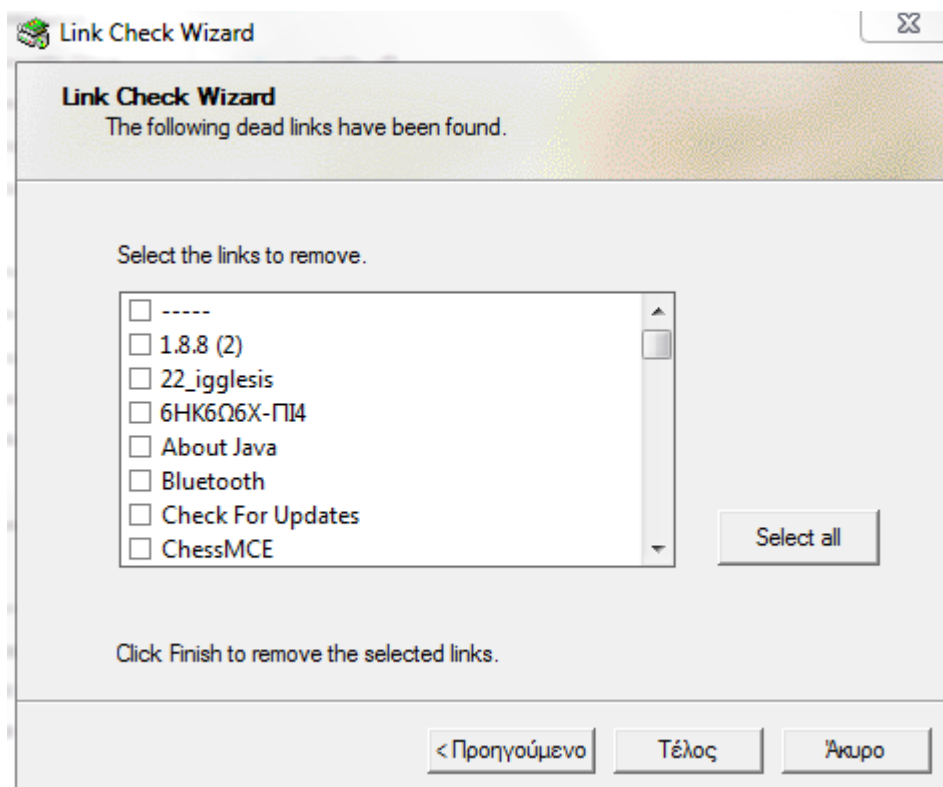 Link Check Wizard
Link Check Wizard
The following dead links have been found.
Select the links to remove.
-----
1.8.8 (2)
22_igglesis
6ΗΚ6Ω6Χ-ΠΙ4
About Java
Bluetooth
Check For Updates
ChessMCE
Select all
Click Finish to remove the selected links.
< Προηγούμενο Τέλος Άκυρο